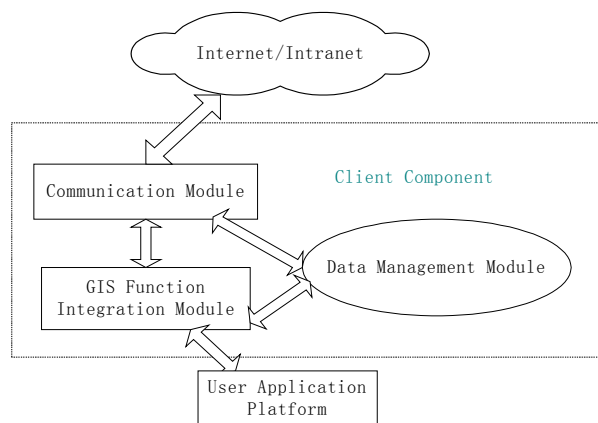 Internet/Intranet
Communication Module
Client Component
Data Management Module
GIS Function
Integration Module
User Application
Platform